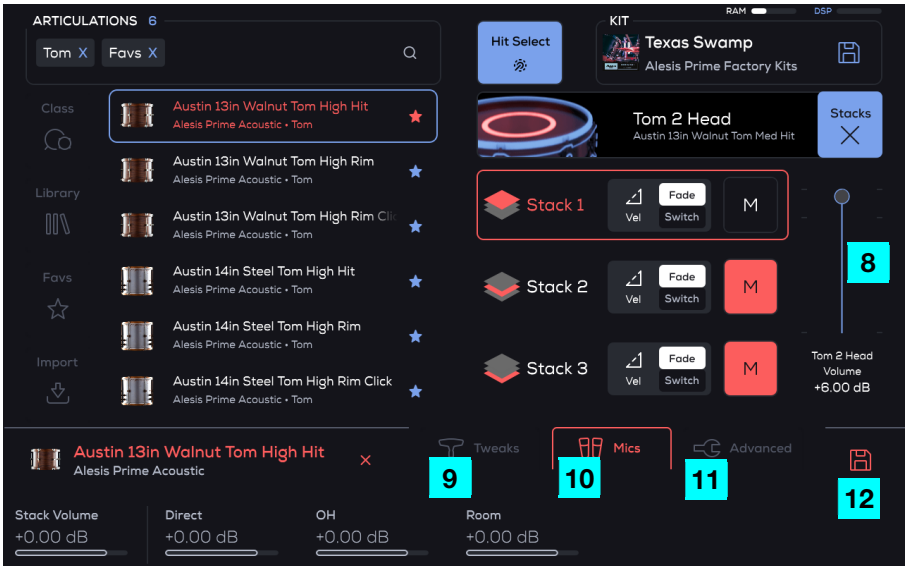 RAM
DSP
ARTICULATIONS 6
Tom X
Favs X
Hit Select
KIT
Texas Swamp
Alesis Prime Factory Kits
Class
Library
Favs
Import
Austin 13in Walnut Tom High Hit
Alesis Prime Acoustic • Tom
Austin 13in Walnut Tom High Rim
Alesis Prime Acoustic • Tom
Austin 13in Walnut Tom High Rim Clic
Alesis Prime Acoustic • Tom
Austin 14in Steel Tom High Hit
Alesis Prime Acoustic • Tom
Austin 14in Steel Tom High Rim
Alesis Prime Acoustic • Tom
Austin 14in Steel Tom High Rim Click
Alesis Prime Acoustic • Tom
Tom 2 Head
Austin 13in Walnut Tom Med Hit
Stacks
Stack 1
Vel
Fade
Switch
M
Stack 2
Vel
Fade
Switch
M
Stack 3
Vel
Fade
Switch
M
8
Tom 2 Head
Volume
+6.00 dB
Austin 13in Walnut Tom High Hit
Alesis Prime Acoustic
Tweaks
9
Mics
10
Advanced
11
12
Stack Volume
+0.00 dB
Direct
+0.00 dB
OH
+0.00 dB
Room
+0.00 dB